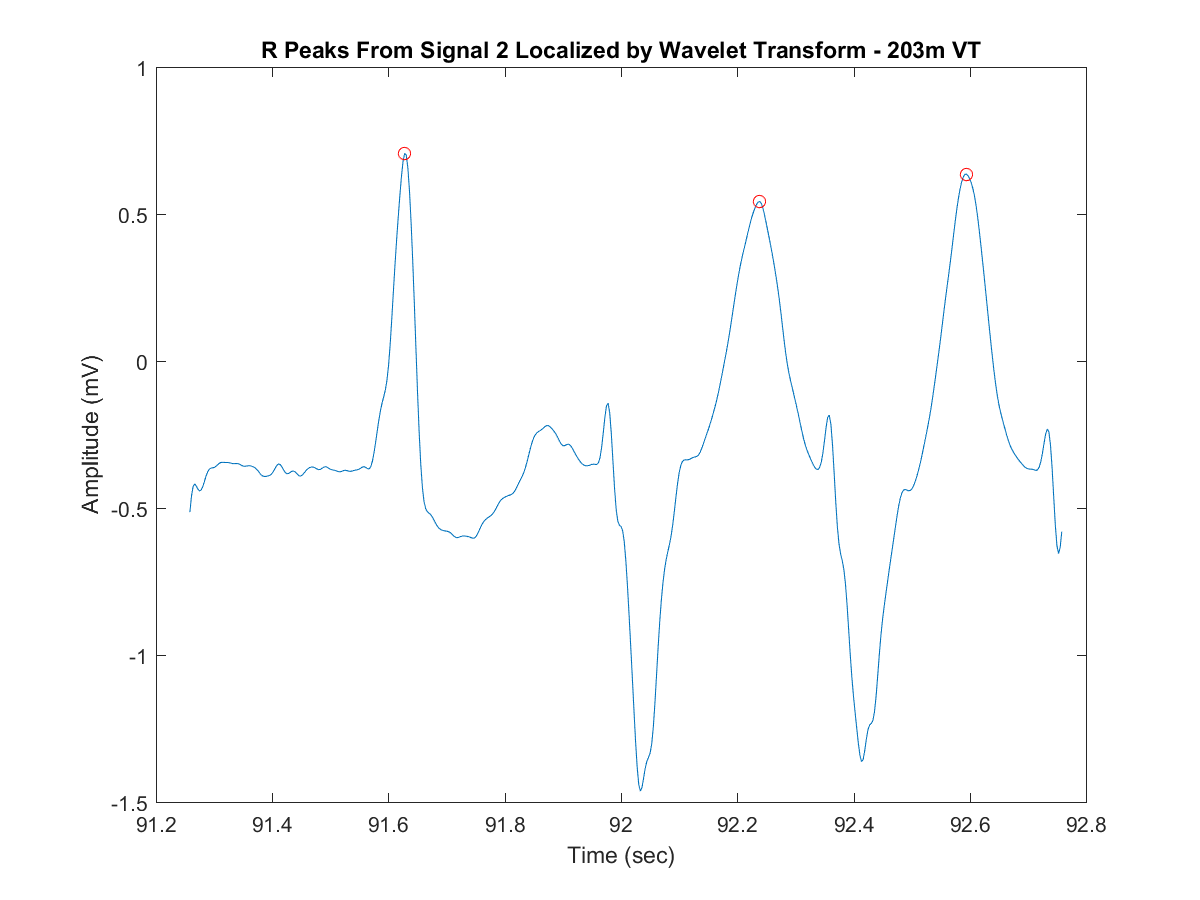 R Peaks From Signal 2 Localized by Wavelet Transform - 203m VT
1
0.5
0
-0.5
-1
-1.5
Amplitude (mV)
91.2 91.4 91.6 91.8 92 92.2 92.4 92.6 92.8
Time (sec)